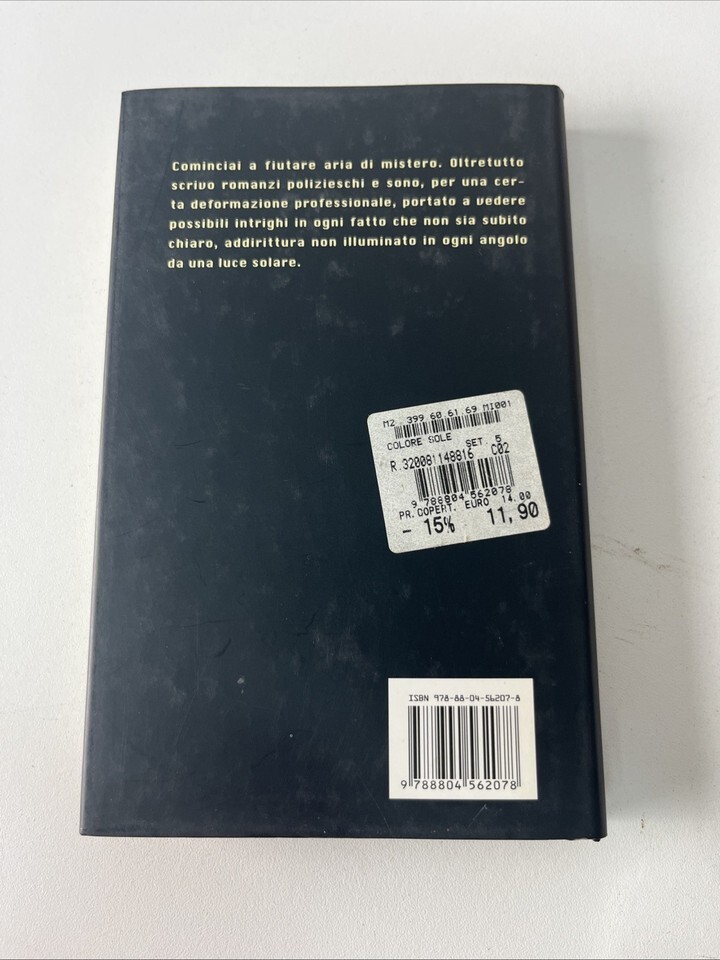 Cominciai a fiutare aria di mistero. Oltretutto
scrivo romanzi polizieschi e sono, per una cer-
ta deformazione professionale, portato a vedere
possibili intrighi in ogni fatto che non sia subito
chiaro, addirittura non illuminato in ogni angolo
da una luce solare.
M2 399.60.61.69 MI001
COLORE SOLE SET. 5
R.320081148816 C02
9 788804 562078
PR.COPERT. EURO 14.00
- 15% 11,90
ISBN 978-88-04-56207-8
9 788804 562078